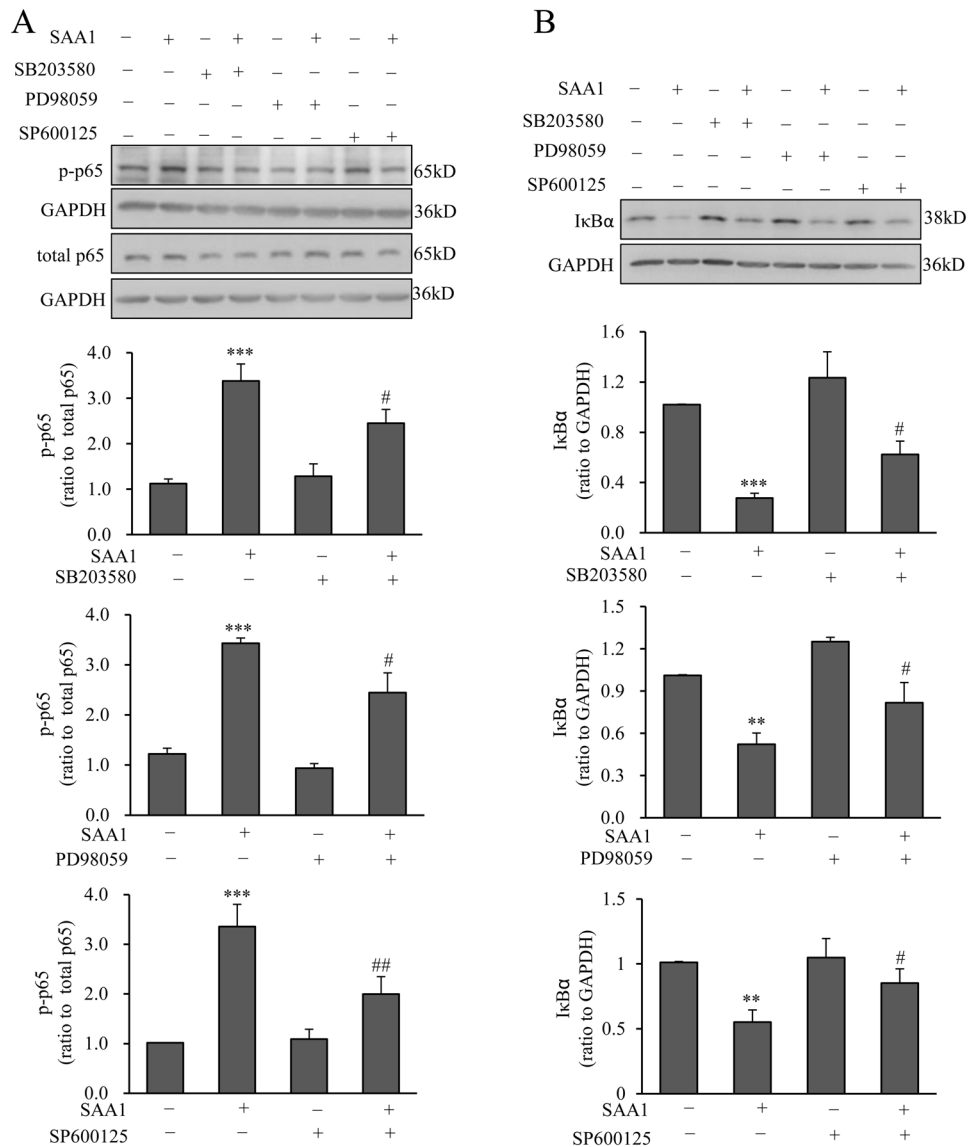 A
SAA1 − + − + − + − +
SB203580 − − + + − − − −
PD98059 − − − − + + − −
SP600125 − − − − − − + +
p-p65 65kD
GAPDH 36kD
total p65 65kD
GAPDH 36kD
p-p65
(ratio to total p65)
4.0
3.0
2.0
1.0
0.0
*** #
SAA1 − + − +
SB203580 − − + +
p-p65
(ratio to total p65)
4.0
3.0
2.0
1.0
0.0
*** #
SAA1 − + − +
PD98059 − − + +
p-p65
(ratio to total p65)
4.0
3.0
2.0
1.0
0.0
*** ##
SAA1 − + − +
SP600125 − − + +
B
SAA1 − + − + − + − +
SB203580 − − + + − − − −
PD98059 − − − − + + − −
SP600125 − − − − − − + +
IκBα 38kD
GAPDH 36kD
IκBα
(ratio to GAPDH)
1.6
1.2
0.8
0.4
0.0
*** #
SAA1 − + − +
SB203580 − − + +
IκBα
(ratio to GAPDH)
1.5
1.2
0.9
0.6
0.3
0.0
** #
SAA1 − + − +
PD98059 − − + +
IκBα
(ratio to GAPDH)
1.5
1
0.5
0
** #
SAA1 − + − +
SP600125 − − + +